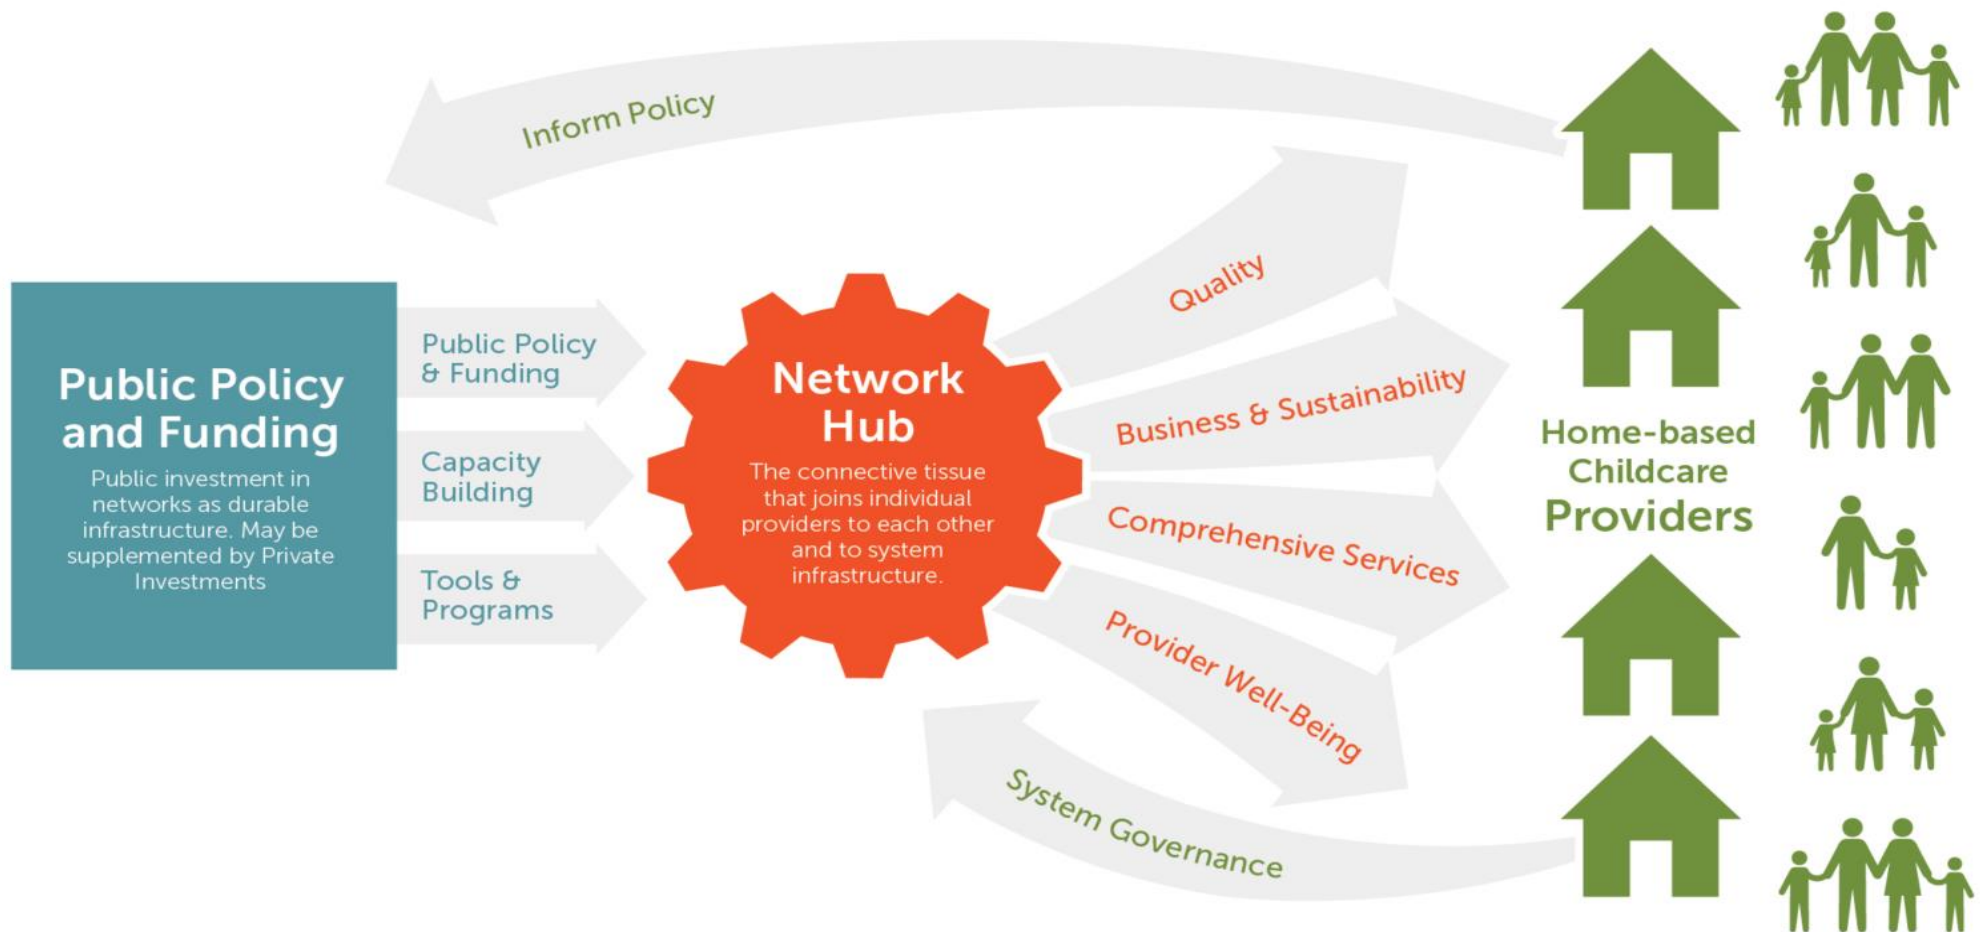 Inform Policy
Public Policy
and Funding
Public investment in
networks as durable
infrastructure. May be
supplemented by Private
Investments
Public Policy
& Funding
Capacity
Building
Tools &
Programs
Network
Hub
The connective tissue
that joins individual
providers to each other
and to system
infrastructure.
Quality
Business & Sustainability
Comprehensive Services
Provider Well-Being
System Governance
Home-based
Childcare
Providers